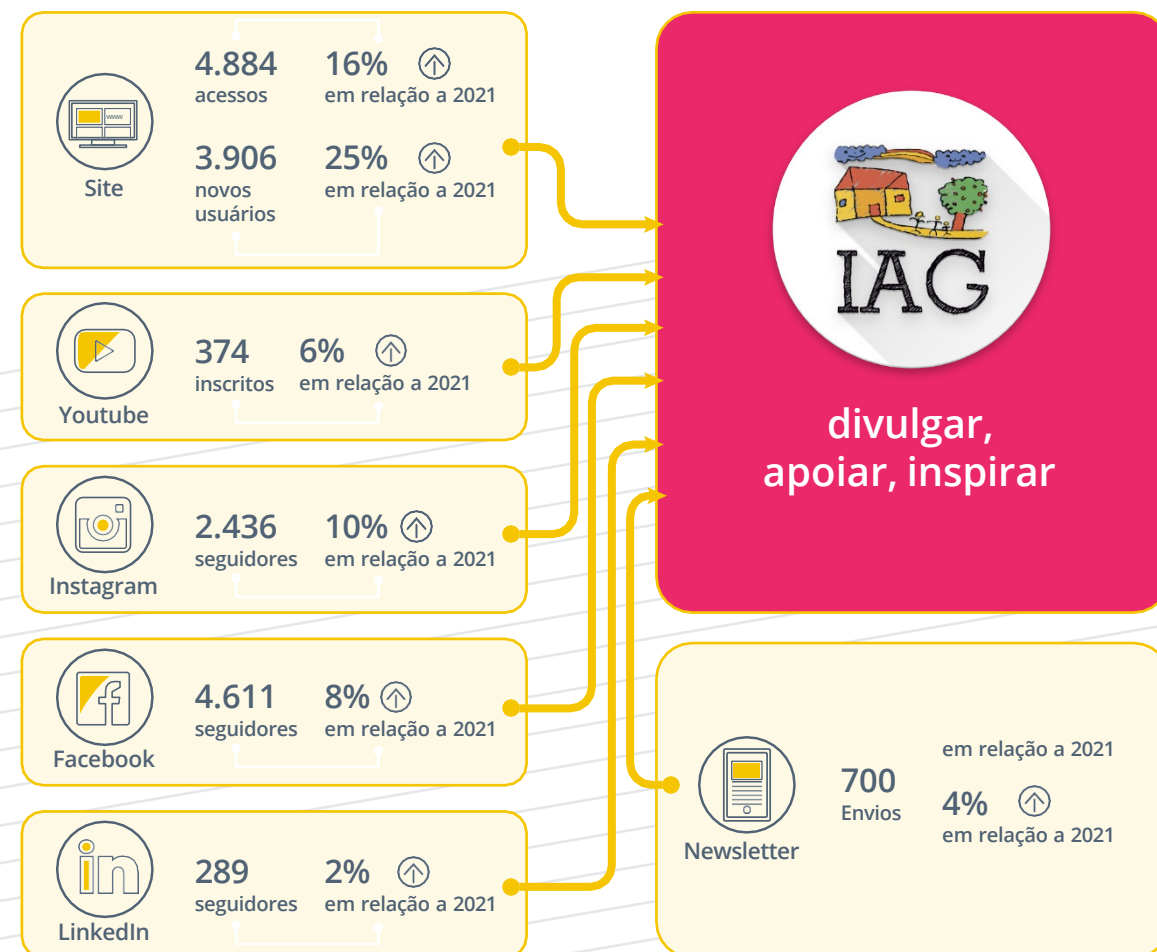 4.884
acessos
16%
em relação a 2021
www
3.906
novos
usuários
25%
em relação a 2021
Site
374
inscritos
6%
em relação a 2021
Youtube
2.436
seguidores
10%
em relação a 2021
Instagram
4.611
seguidores
8%
em relação a 2021
Facebook
in
289
seguidores
2%
em relação a 2021
LinkedIn
IAG
divulgar,
apoiar, inspirar
em relação a 2021
700
Envios
4%
em relação a 2021
Newsletter